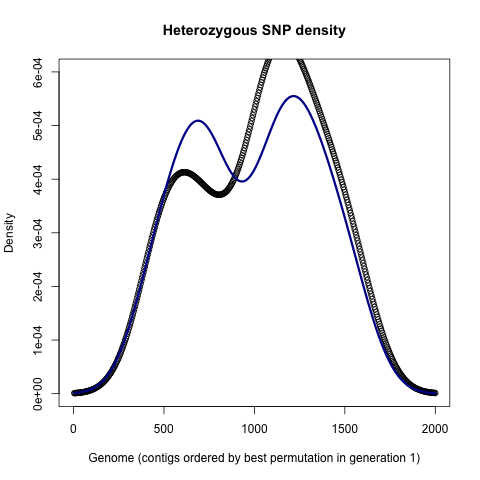 Heterozygous SNP density
Density
6e-04
5e-04
4e-04
3e-04
2e-04
1e-04
0e+00
0 500 1000 1500 2000
Genome (contigs ordered by best permutation in generation 1)